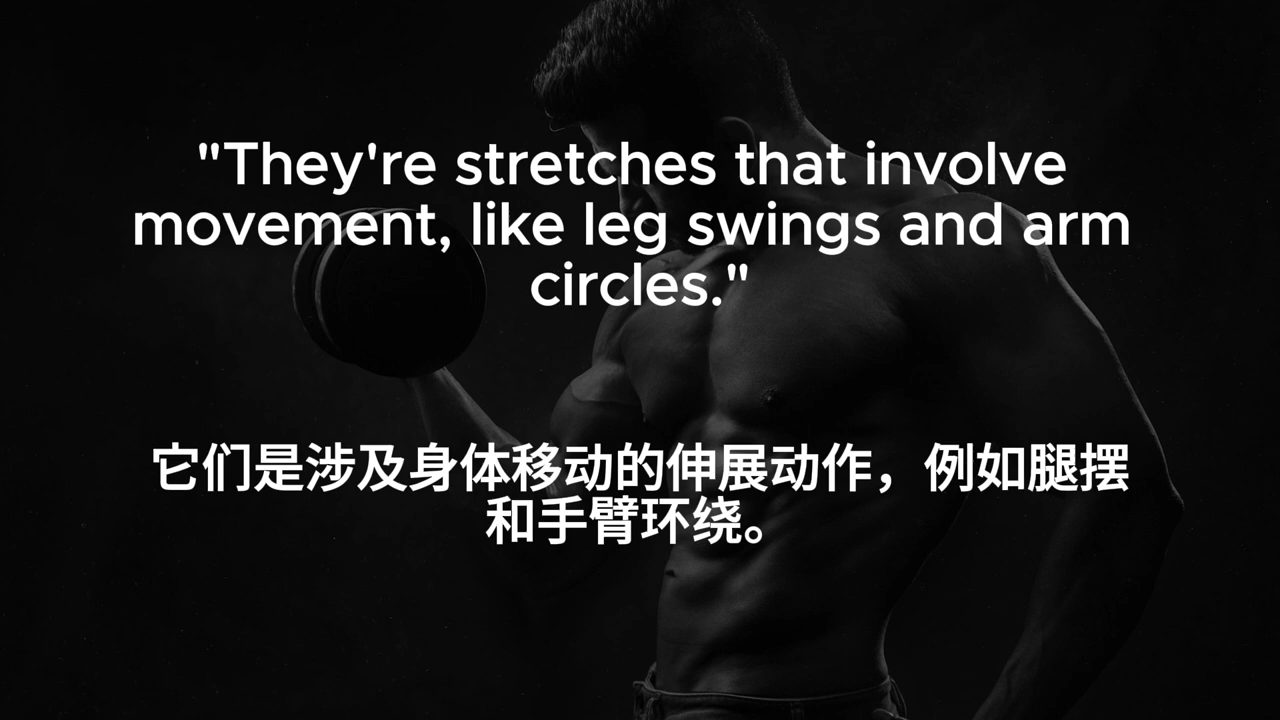 "They're stretches that involve
movement, like leg swings and arm
circles."
它们是涉及身体移动的伸展动作，例如腿摆
和手臂环绕。